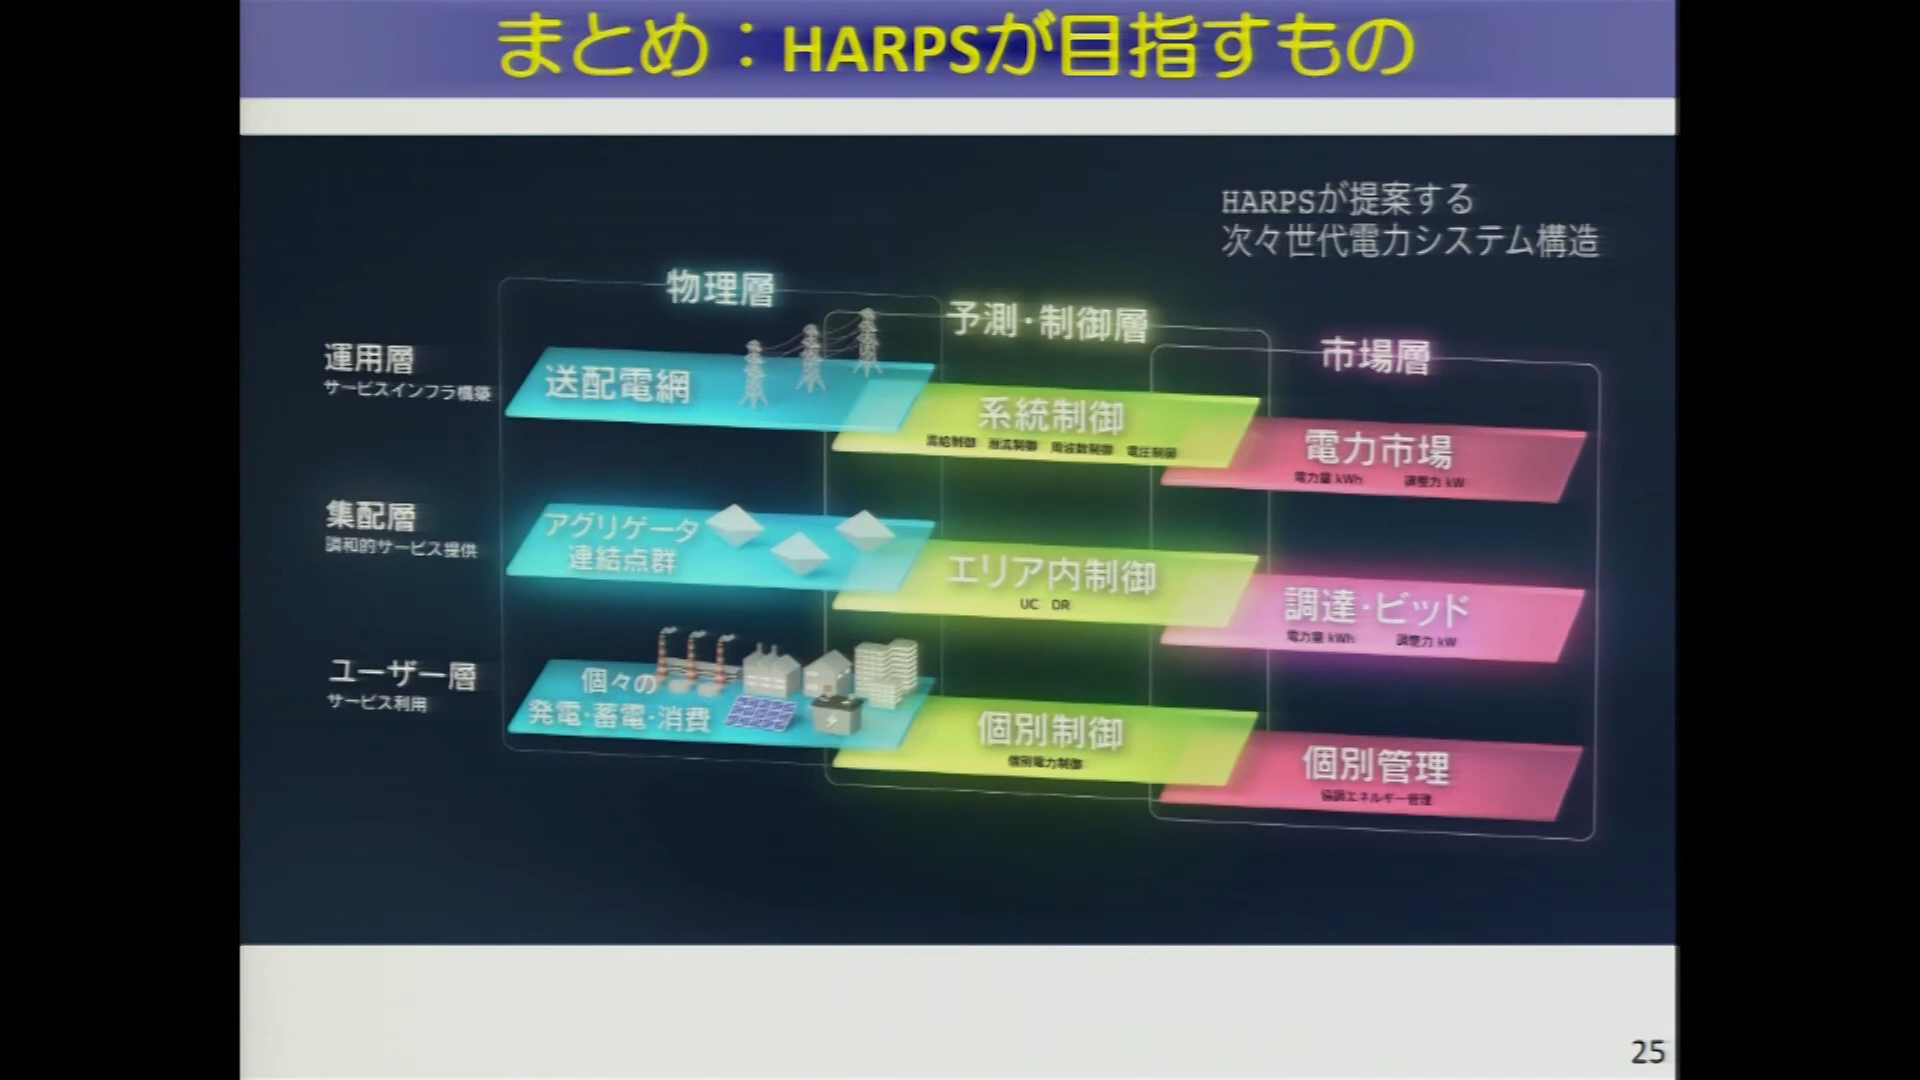 まとめ：HARPSが目指すもの
HARPSが提案する
次々世代電力システム構造
物理層
予測・制御層
市場層
運用層
サービスインフラ構築
送配電網
系統制御
需給制御 潮流制御 周波数制御 電圧制御
電力市場
電力量 kWh 調整力 kW
集配層
調和的サービス提供
アグリゲータ
連結点群
エリア内制御
UC DR
調達・ビッド
電力量 kWh 調整力 kW
ユーザー層
サービス利用
個々の
発電・蓄電・消費
個別制御
個別電力制御
個別管理
協調エネルギー管理
25